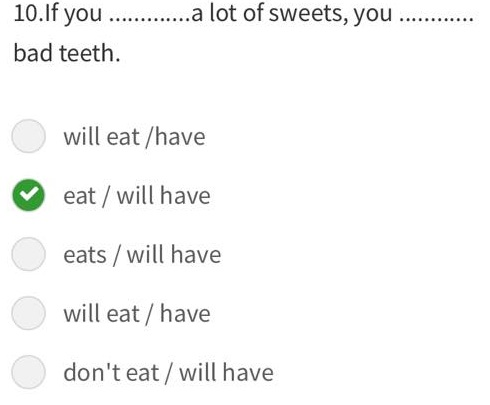 10.If you .............a lot of sweets, you ............
bad teeth.
will eat /have
eat / will have
eats / will have
will eat / have
don't eat / will have